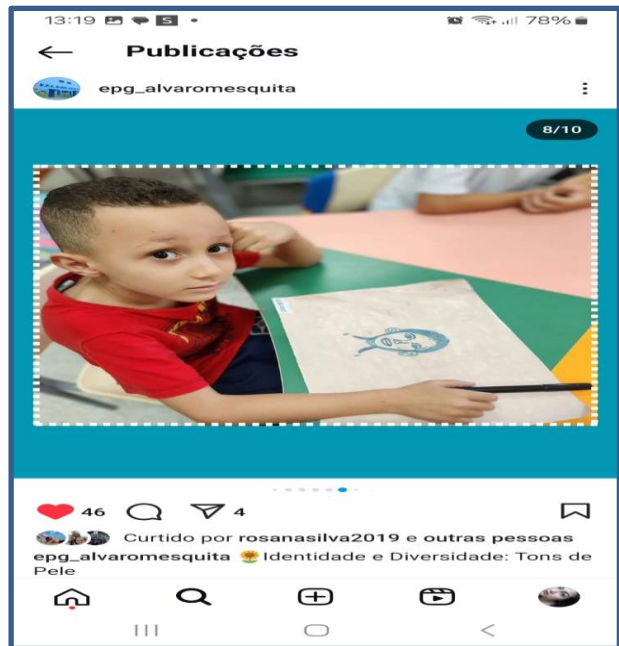 13:19 S 78%
Publicações
epg_alvaromesquita
8/10
46 4
Curtido por rosanasilva2019 e outras pessoas
epg_alvaromesquita 🌻Identidade e Diversidade: Tons de
Pele